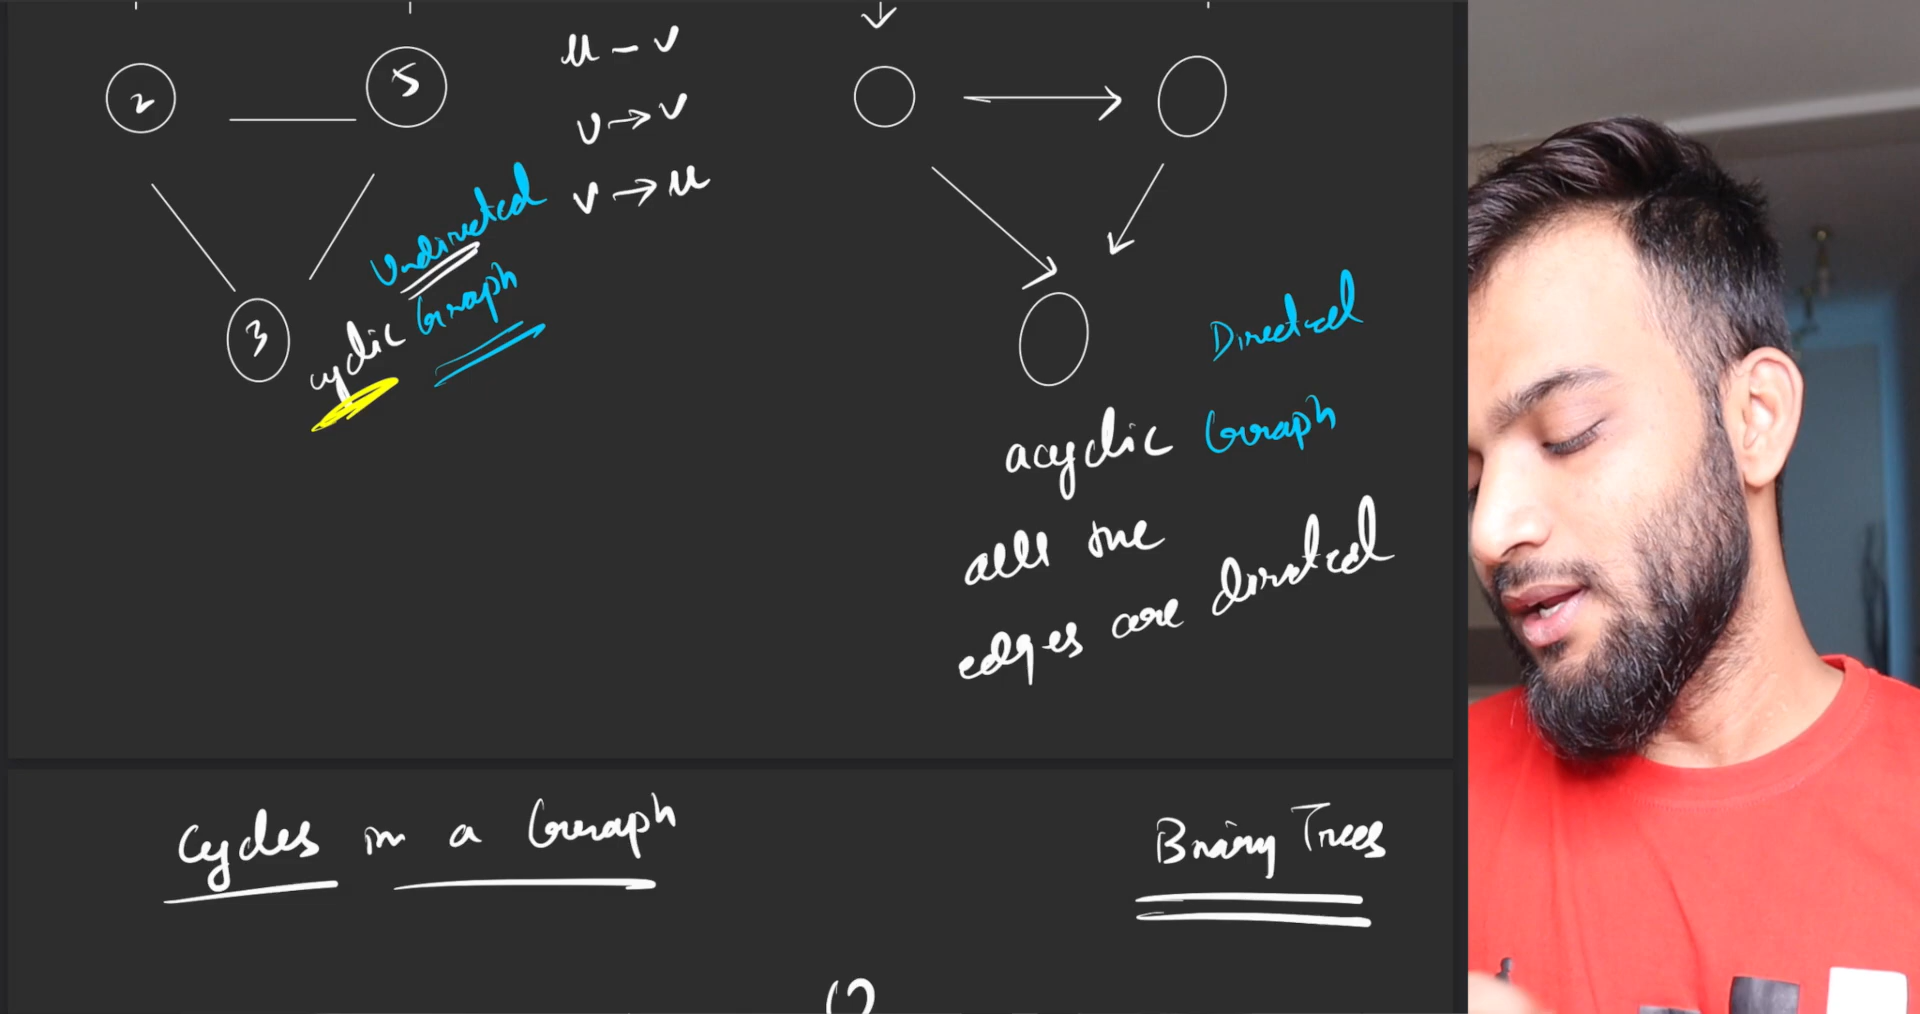 2
5
3
u - v
u → v
v → u
Undirected
cyclic Graph
Directed
acyclic Graph
all the
edges are directed
Cycles in a Graph
Binary Trees